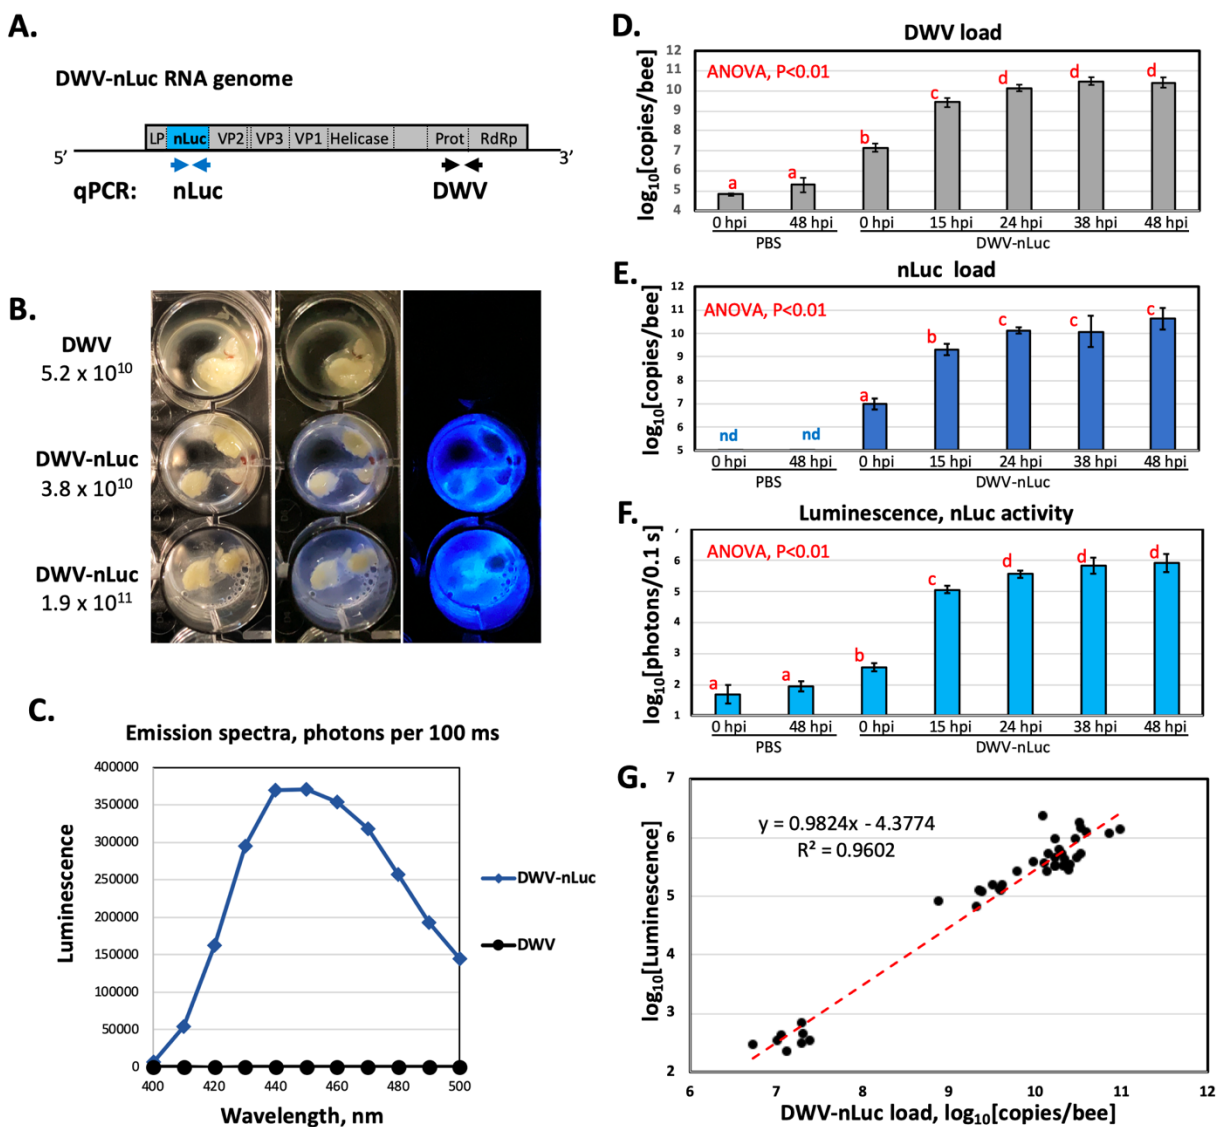 A.
DWV-nLuc RNA genome
LP nLuc VP2 VP3 VP1 Helicase Prot RdRp
5′ 3′
qPCR: nLuc DWV
B.
DWV
5.2 x 10¹⁰
DWV-nLuc
3.8 x 10¹⁰
DWV-nLuc
1.9 x 10¹¹
C.
Emission spectra, photons per 100 ms
Luminescence
400000
350000
300000
250000
200000
150000
100000
50000
0
400 420 440 460 480 500
Wavelength, nm
DWV-nLuc
DWV
D.
DWV load
log₁₀[copies/bee]
12
11
10
9
8
7
6
5
4
ANOVA, P<0.01
a a b c d d d
0 hpi 48 hpi 0 hpi 15 hpi 24 hpi 38 hpi 48 hpi
PBS DWV-nLuc
E.
nLuc load
log₁₀[copies/bee]
12
11
10
9
8
7
6
5
ANOVA, P<0.01
nd nd a b c c c
0 hpi 48 hpi 0 hpi 15 hpi 24 hpi 38 hpi 48 hpi
PBS DWV-nLuc
F.
Luminescence, nLuc activity
log₁₀[photons/0.1 s]
7
6
5
4
3
2
1
ANOVA, P<0.01
a a b c d d d
0 hpi 48 hpi 0 hpi 15 hpi 24 hpi 38 hpi 48 hpi
PBS DWV-nLuc
G.
log₁₀[Luminescence]
7
6
5
4
3
2
y = 0.9824x - 4.3774
R² = 0.9602
6 7 8 9 10 11 12
DWV-nLuc load, log₁₀[copies/bee]